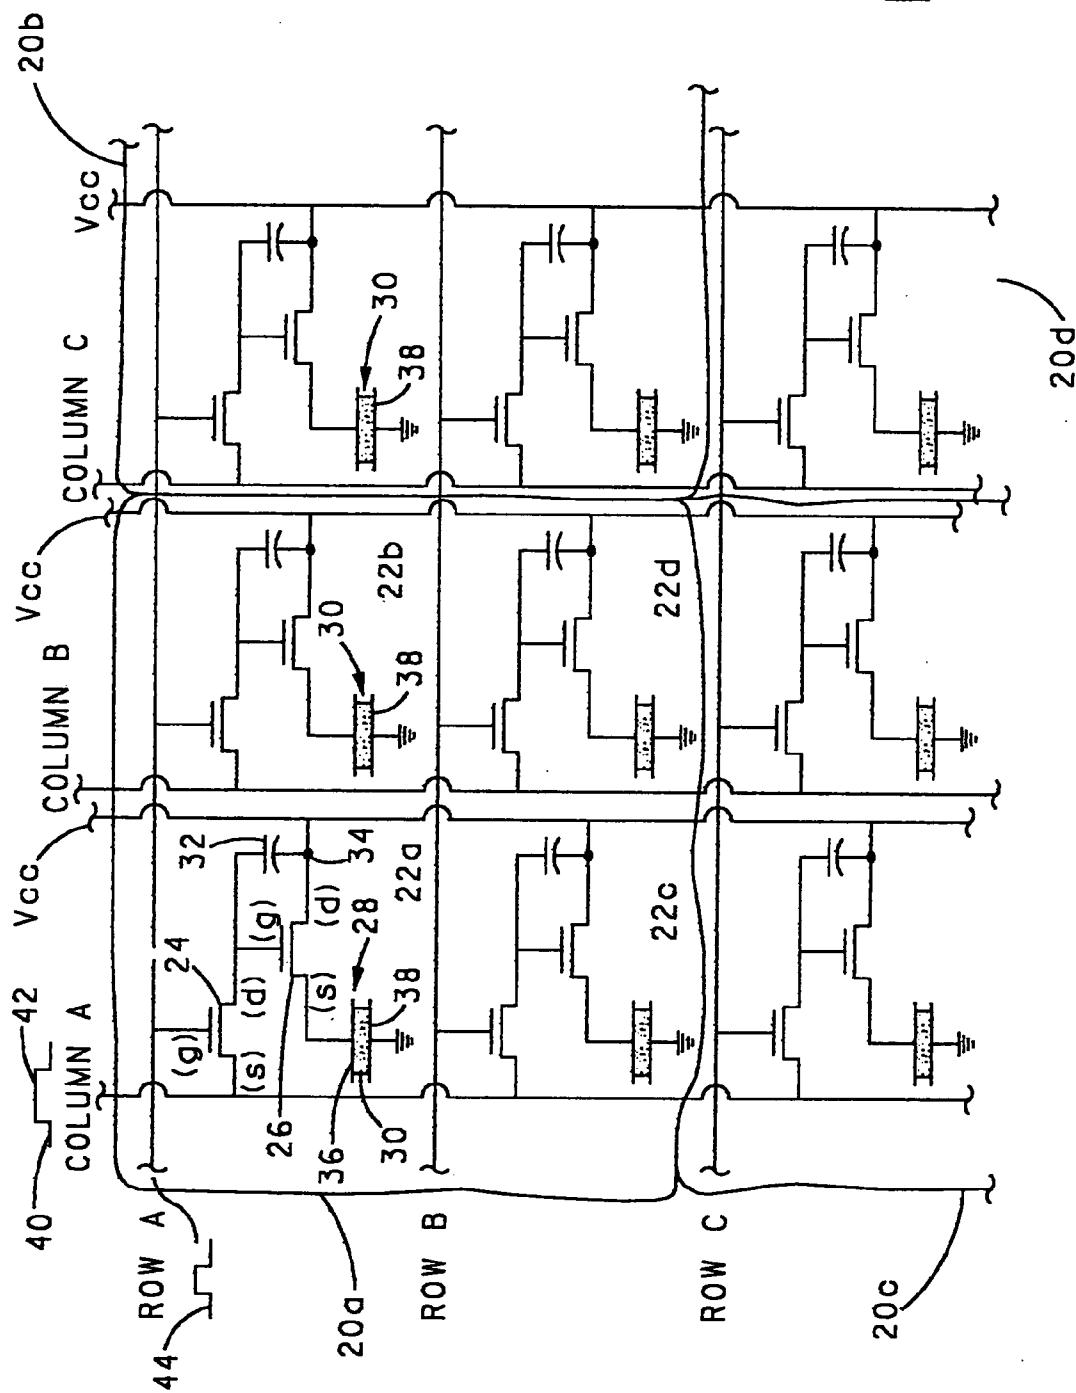 40
42
44
COLUMN A
Vcc
COLUMN B
Vcc
COLUMN C
Vcc
20b
ROW A
(g)
24
(s)
(d)
32
26
(g)
(s)
(d)
34
36
30
28
38
22a
30
38
22b
30
38
20a
ROW B
22c
22d
ROW C
20c
20d